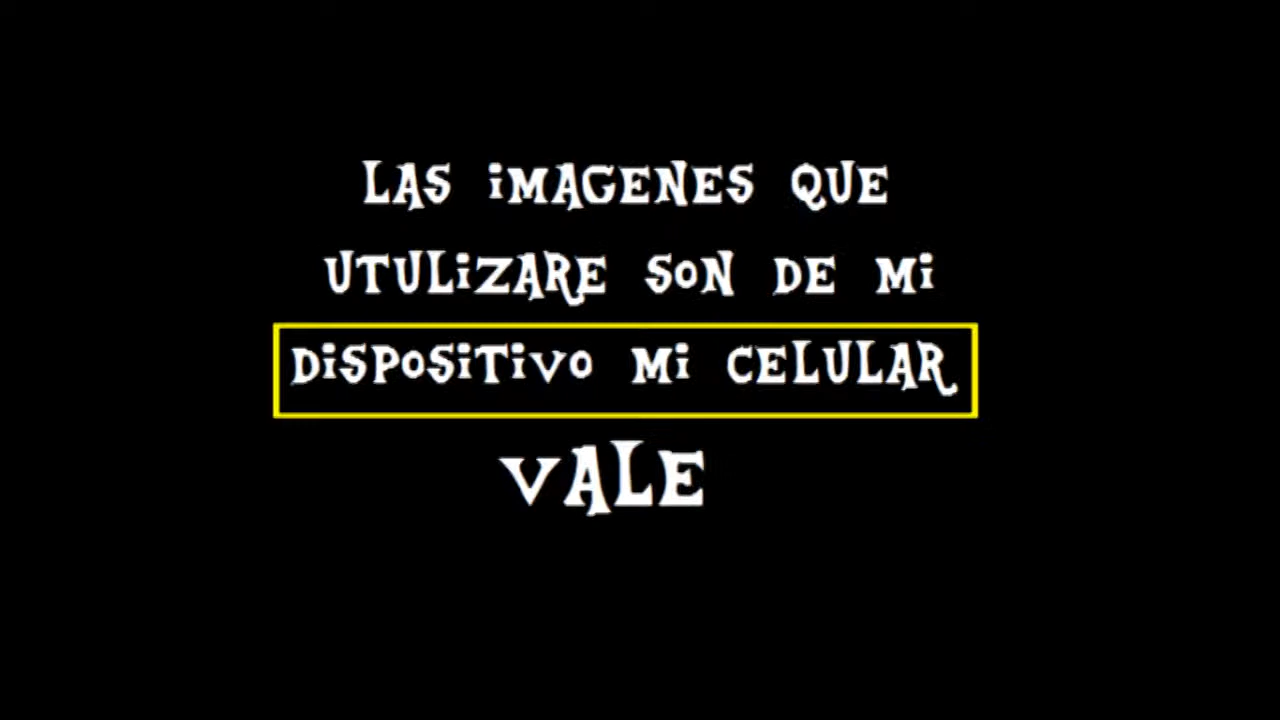 LAS iMAGENES QUE
UTULiZARE SON DE Mi
DiSPOSiTiVO Mi CELULAR
VALE